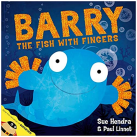 BARRY
THE FISH WITH FINGERS
Sue Hendra
& Paul Linnet